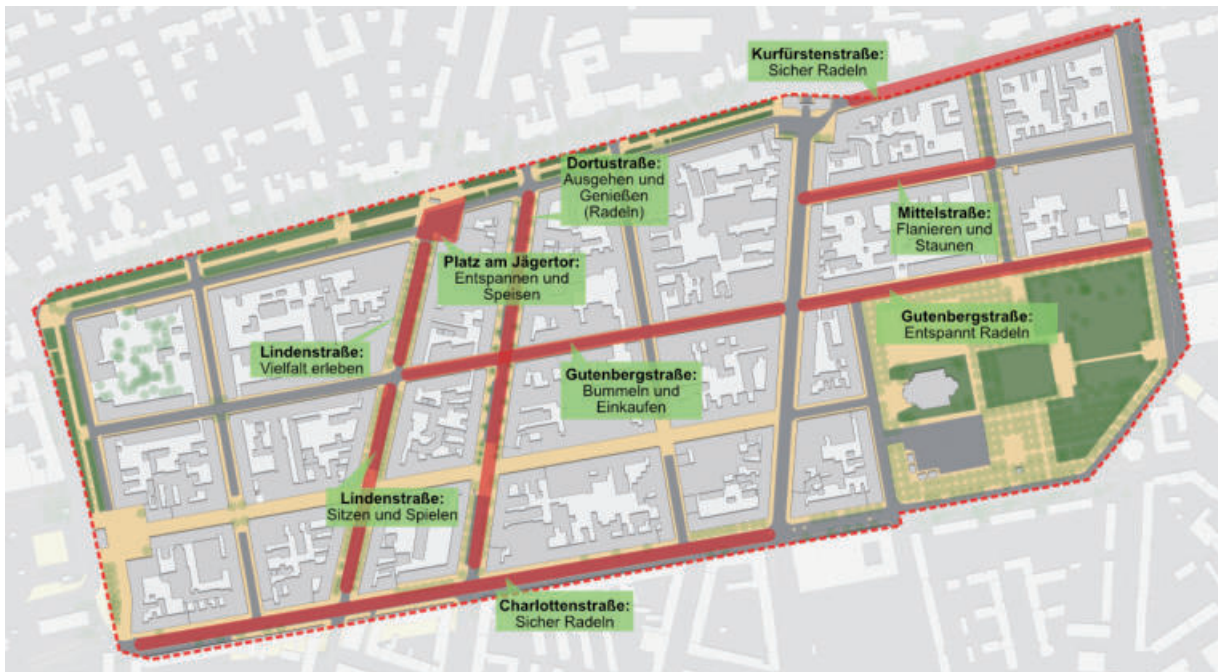 Kurfürstenstraße:
Sicher Radeln
Dortustraße:
Ausgehen und
Genießen
(Radeln)
Mittelstraße:
Flanieren und
Staunen
Platz am Jägertor:
Entspannen und
Speisen
Gutenbergstraße:
Entspannt Radeln
Lindenstraße:
Vielfalt erleben
Gutenbergstraße:
Bummeln und
Einkaufen
Lindenstraße:
Sitzen und Spielen
Charlottenstraße:
Sicher Radeln